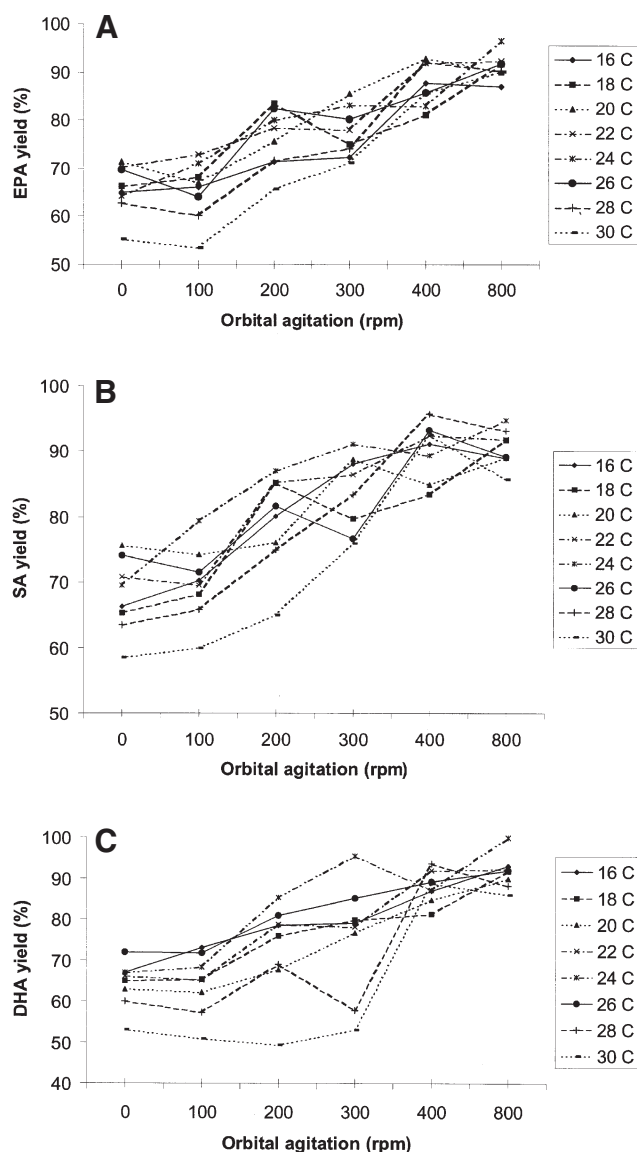 A
EPA yield (%)
100
90
80
70
60
50
0 100 200 300 400 800
Orbital agitation (rpm)
16 C
18 C
20 C
22 C
24 C
26 C
28 C
30 C
B
SA yield (%)
100
90
80
70
60
50
0 100 200 300 400 800
Orbital agitation (rpm)
16 C
18 C
20 C
22 C
24 C
26 C
28 C
30 C
C
DHA yield (%)
100
90
80
70
60
50
40
0 100 200 300 400 800
Orbital agitation (rpm)
16 C
18 C
20 C
22 C
24 C
26 C
28 C
30 C